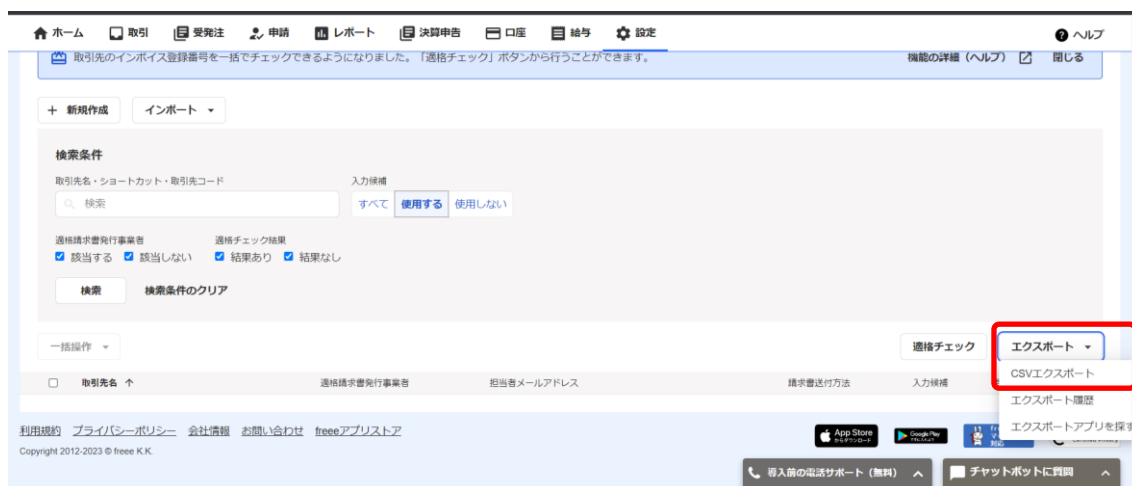 ホーム 取引 受発注 申請 レポート 決算申告 口座 給与 設定 ヘルプ
取引先のインボイス登録番号を一括でチェックできるようになりました。「適格チェック」ボタンから行うことができます。 機能の詳細（ヘルプ） 閉じる
＋ 新規作成 インポート
検索条件
取引先名・ショートカット・取引先コード 入力候補
検索 すべて 使用する 使用しない
適格請求書発行事業者 適格チェック結果
該当する 該当しない 結果あり 結果なし
検索 検索条件のクリア
一括操作 適格チェック エクスポート
取引先名 ↑ 適格請求書発行事業者 担当者メールアドレス 請求書送付方法 入力候補
CSVエクスポート
エクスポート履歴
エクスポートアプリを探す
利用規約 プライバシーポリシー 会社情報 お問い合わせ freeeアプリストア
App Store
からダウンロード
Google Play
Copyright 2012-2023 © freee K.K.
導入前の電話サポート（無料） チャットボットに質問